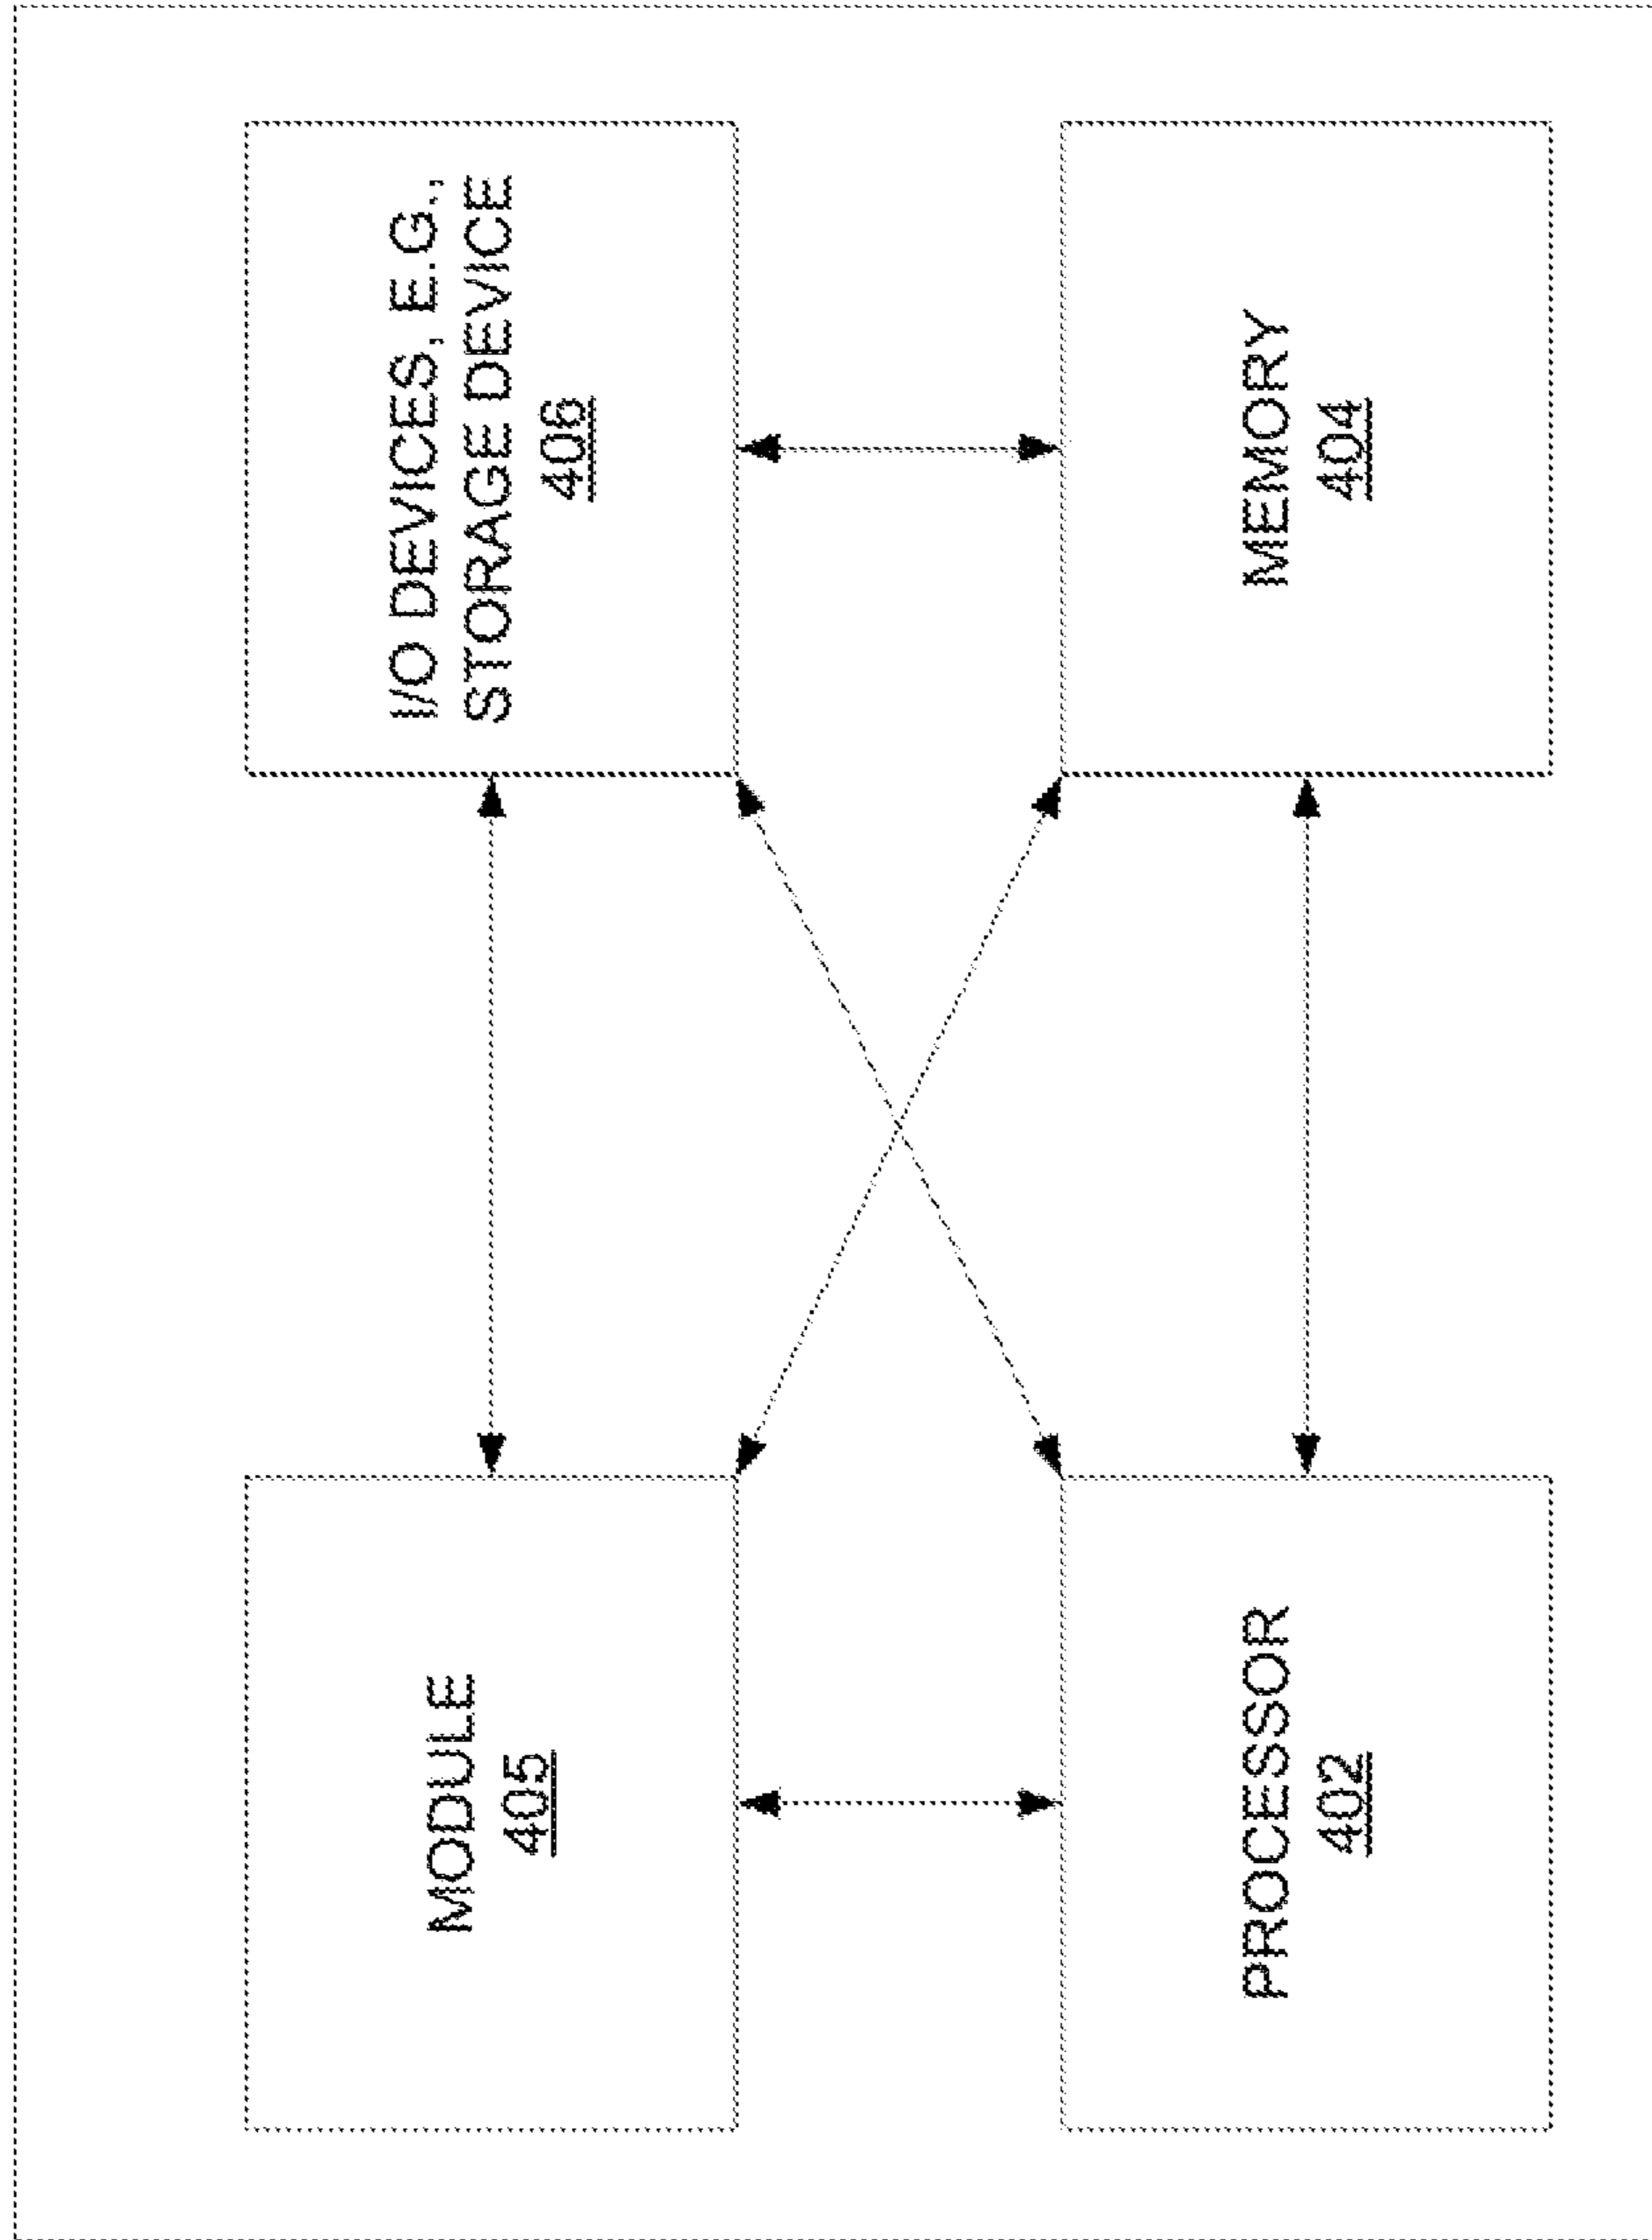 MODULE
405
I/O DEVICES, E.G.,
STORAGE DEVICE
406
PROCESSOR
402
MEMORY
404